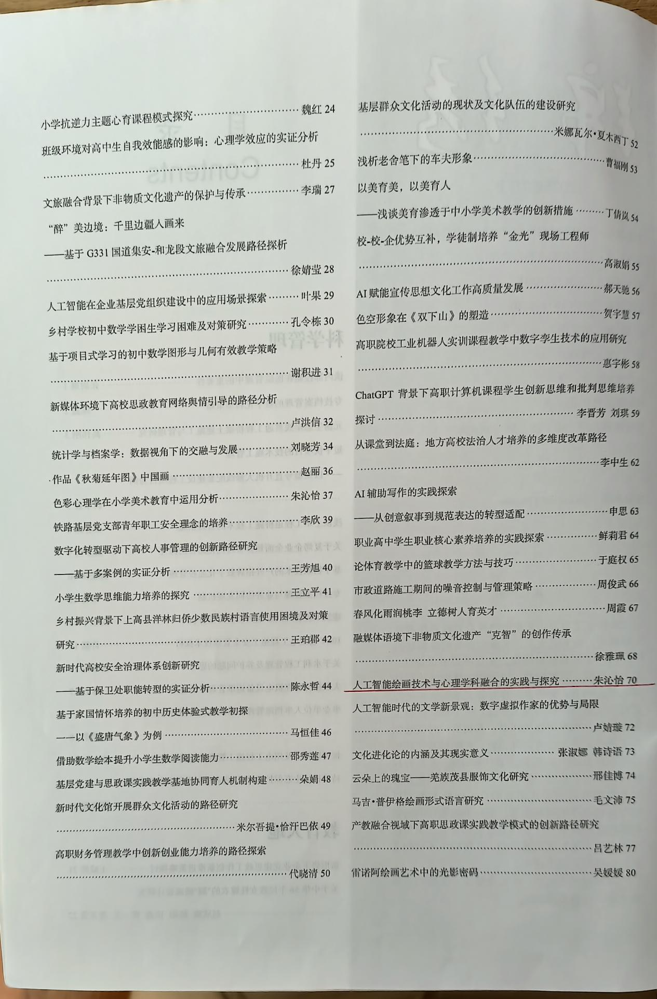 小学抗逆力主题心育课程模式探究……………………魏红 24
班级环境对高中生自我效能感的影响：心理学效应的实证分析
……………………………………………………杜丹 25
文旅融合背景下非物质文化遗产的保护与传承……………李瑞 27
“醉”美边境：千里边疆入画来
——基于 G331 国道集安-和龙段文旅融合发展路径探析
……………………………………………………徐婧莹 28
人工智能在企业基层党组织建设中的应用场景探索………叶果 29
乡村学校初中数学学困生学习困难及对策研究…………孔令栋 30
基于项目式学习的初中数学图形与几何有效教学策略
……………………………………………………谢积进 31
新媒体环境下高校思政教育网络舆情引导的路径分析
……………………………………………………卢洪信 32
统计学与档案学：数据视角下的交融与发展……………刘晓芳 34
作品《秋菊延年图》中国画……………………………赵丽 36
色彩心理学在小学美术教育中运用分析…………………朱沁怡 37
铁路基层党支部青年职工安全理念的培养………………李欣 39
数字化转型驱动下高校人事管理的创新路径研究
——基于多案例的实证分析……………………………王芳旭 40
小学生数学思维能力培养的探究………………………王立平 41
乡村振兴背景下上高县洋林归侨少数民族村语言使用困境及对策
研究……………………………………………………王珀郡 42
新时代高校安全治理体系创新研究
——基于保卫处职能转型的实证分析…………………陈永哲 44
基于家国情怀培养的初中历史体验式教学初探
——以《盛唐气象》为例………………………………马恒佳 46
借助数学绘本提升小学生数学阅读能力………………邵秀莲 47
基层党建与思政课实践教学基地协同育人机制构建………朵娟 48
新时代文化馆开展群众文化活动的路径研究
………………………………………米尔吾提·恰汗巴依 49
高职财务管理教学中创新创业能力培养的路径探索
……………………………………………………代晓清 50
基层群众文化活动的现状及文化队伍的建设研究
………………………………………米娜瓦尔·夏木西丁 52
浅析老舍笔下的车夫形象………………………………曹福刚 53
以美育美，以美育人
——浅谈美育渗透于中小学美术教学的创新措施………丁倩岚 54
校-校-企优势互补，学徒制培养“金光”现场工程师
……………………………………………………高淑娟 55
AI 赋能宣传思想文化工作高质量发展…………………郝天驰 56
色空形象在《双下山》的塑造…………………………贺宇慧 57
高职院校工业机器人实训课程教学中数字孪生技术的应用研究
……………………………………………………惠宇彬 58
ChatGPT 背景下高职计算机课程学生创新思维和批判思维培养
探讨…………………………………………李晋芳 刘琪 59
从课堂到法庭：地方高校法治人才培养的多维度改革路径
……………………………………………………李中生 62
AI 辅助写作的实践探索
——从创意叙事到规范表达的转型适配…………………申思 63
职业高中学生职业核心素养培养的实践探索……………鲜莉君 64
论体育教学中的篮球教学方法与技巧…………………于庭权 65
市政道路施工期间的噪音控制与管理策略………………周俊武 66
春风化雨润桃李 立德树人育英才………………………周霞 67
融媒体语境下非物质文化遗产“克智”的创作传承
……………………………………………………徐雅珮 68
人工智能绘画技术与心理学科融合的实践与探究………朱沁怡 70
人工智能时代的文学新景观：数字虚拟作家的优势与局限
……………………………………………………卢婧璇 72
文化进化论的内涵及其现实意义………………张淑娜 韩诗语 73
云朵上的瑰宝——羌族茂县服饰文化研究………………邢佳博 74
马吉·普伊格绘画形式语言研究…………………………毛文沛 75
产教融合视域下高职思政课实践教学模式的创新路径研究
……………………………………………………吕艺林 77
雷诺阿绘画艺术中的光影密码…………………………吴嫒嫒 80